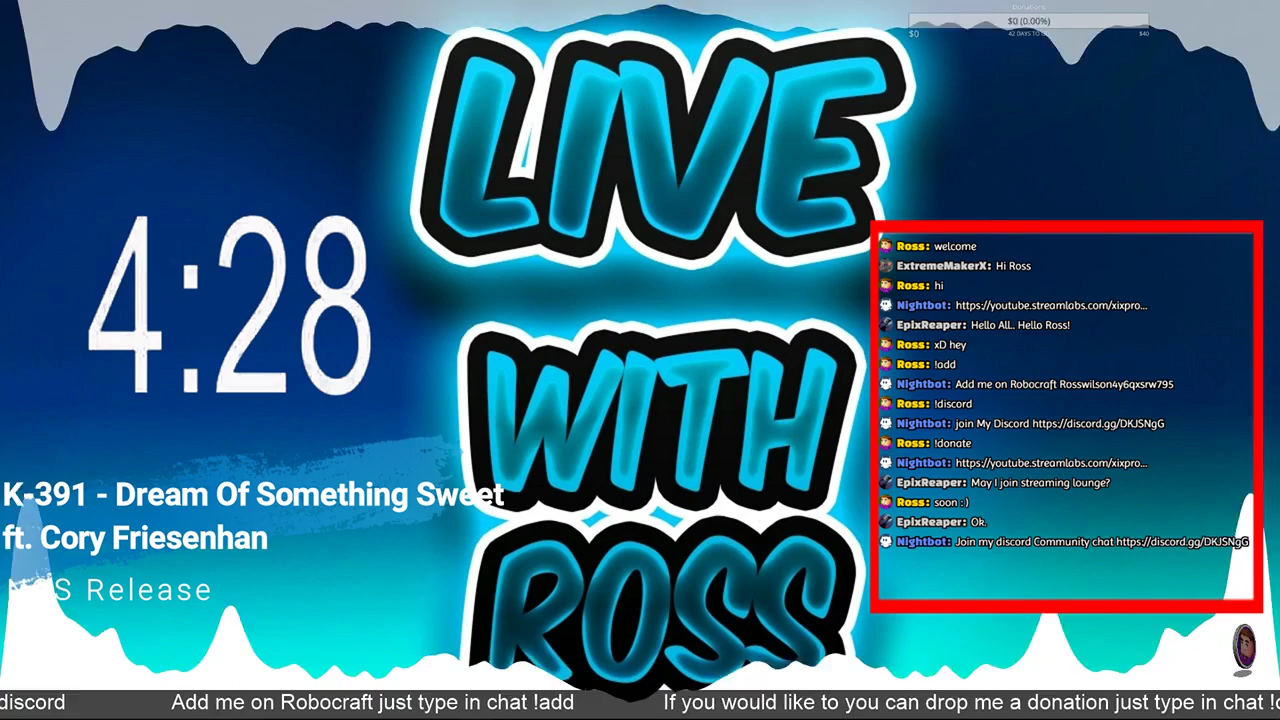 Donations
$0 (0.00%)
$0
$40
LIVE
WITH
ROSS
4:28
K-391 - Dream Of Something Sweet
ft. Cory Friesenhan
S Release
Ross: welcome
ExtremeMakerX: Hi Ross
Ross: hi
Nightbot: https://youtube.streamlabs.com/xixpro...
EpixReaper: Hello All.. Hello Ross!
Ross: xD hey
Ross: !add
Nightbot: Add me on Robocraft Rosswilson4y6qxsrw795
Ross: !discord
Nightbot: join My Discord https://discord.gg/DKJSNgG
Ross: !donate
Nightbot: https://youtube.streamlabs.com/xixpro...
EpixReaper: May I join streaming lounge?
Ross: soon :)
EpixReaper: Ok.
Nightbot: Join my discord Community chat https://discord.gg/DKJSNgG
discord Add me on Robocraft just type in chat !add If you would like to you can drop me a donation just type in chat !